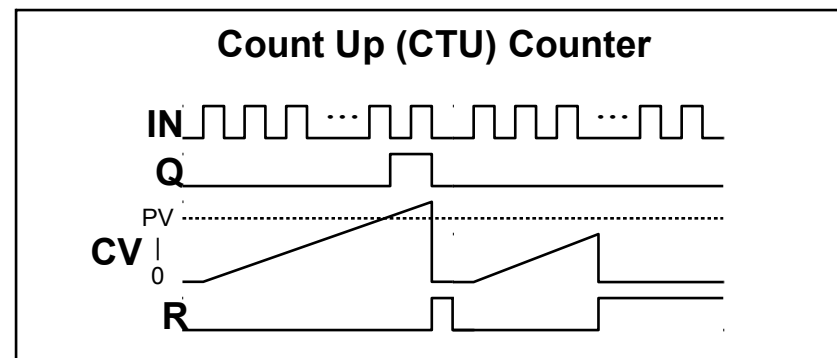 Count Up (CTU) Counter
IN ... ...
Q
PV
CV
0
R